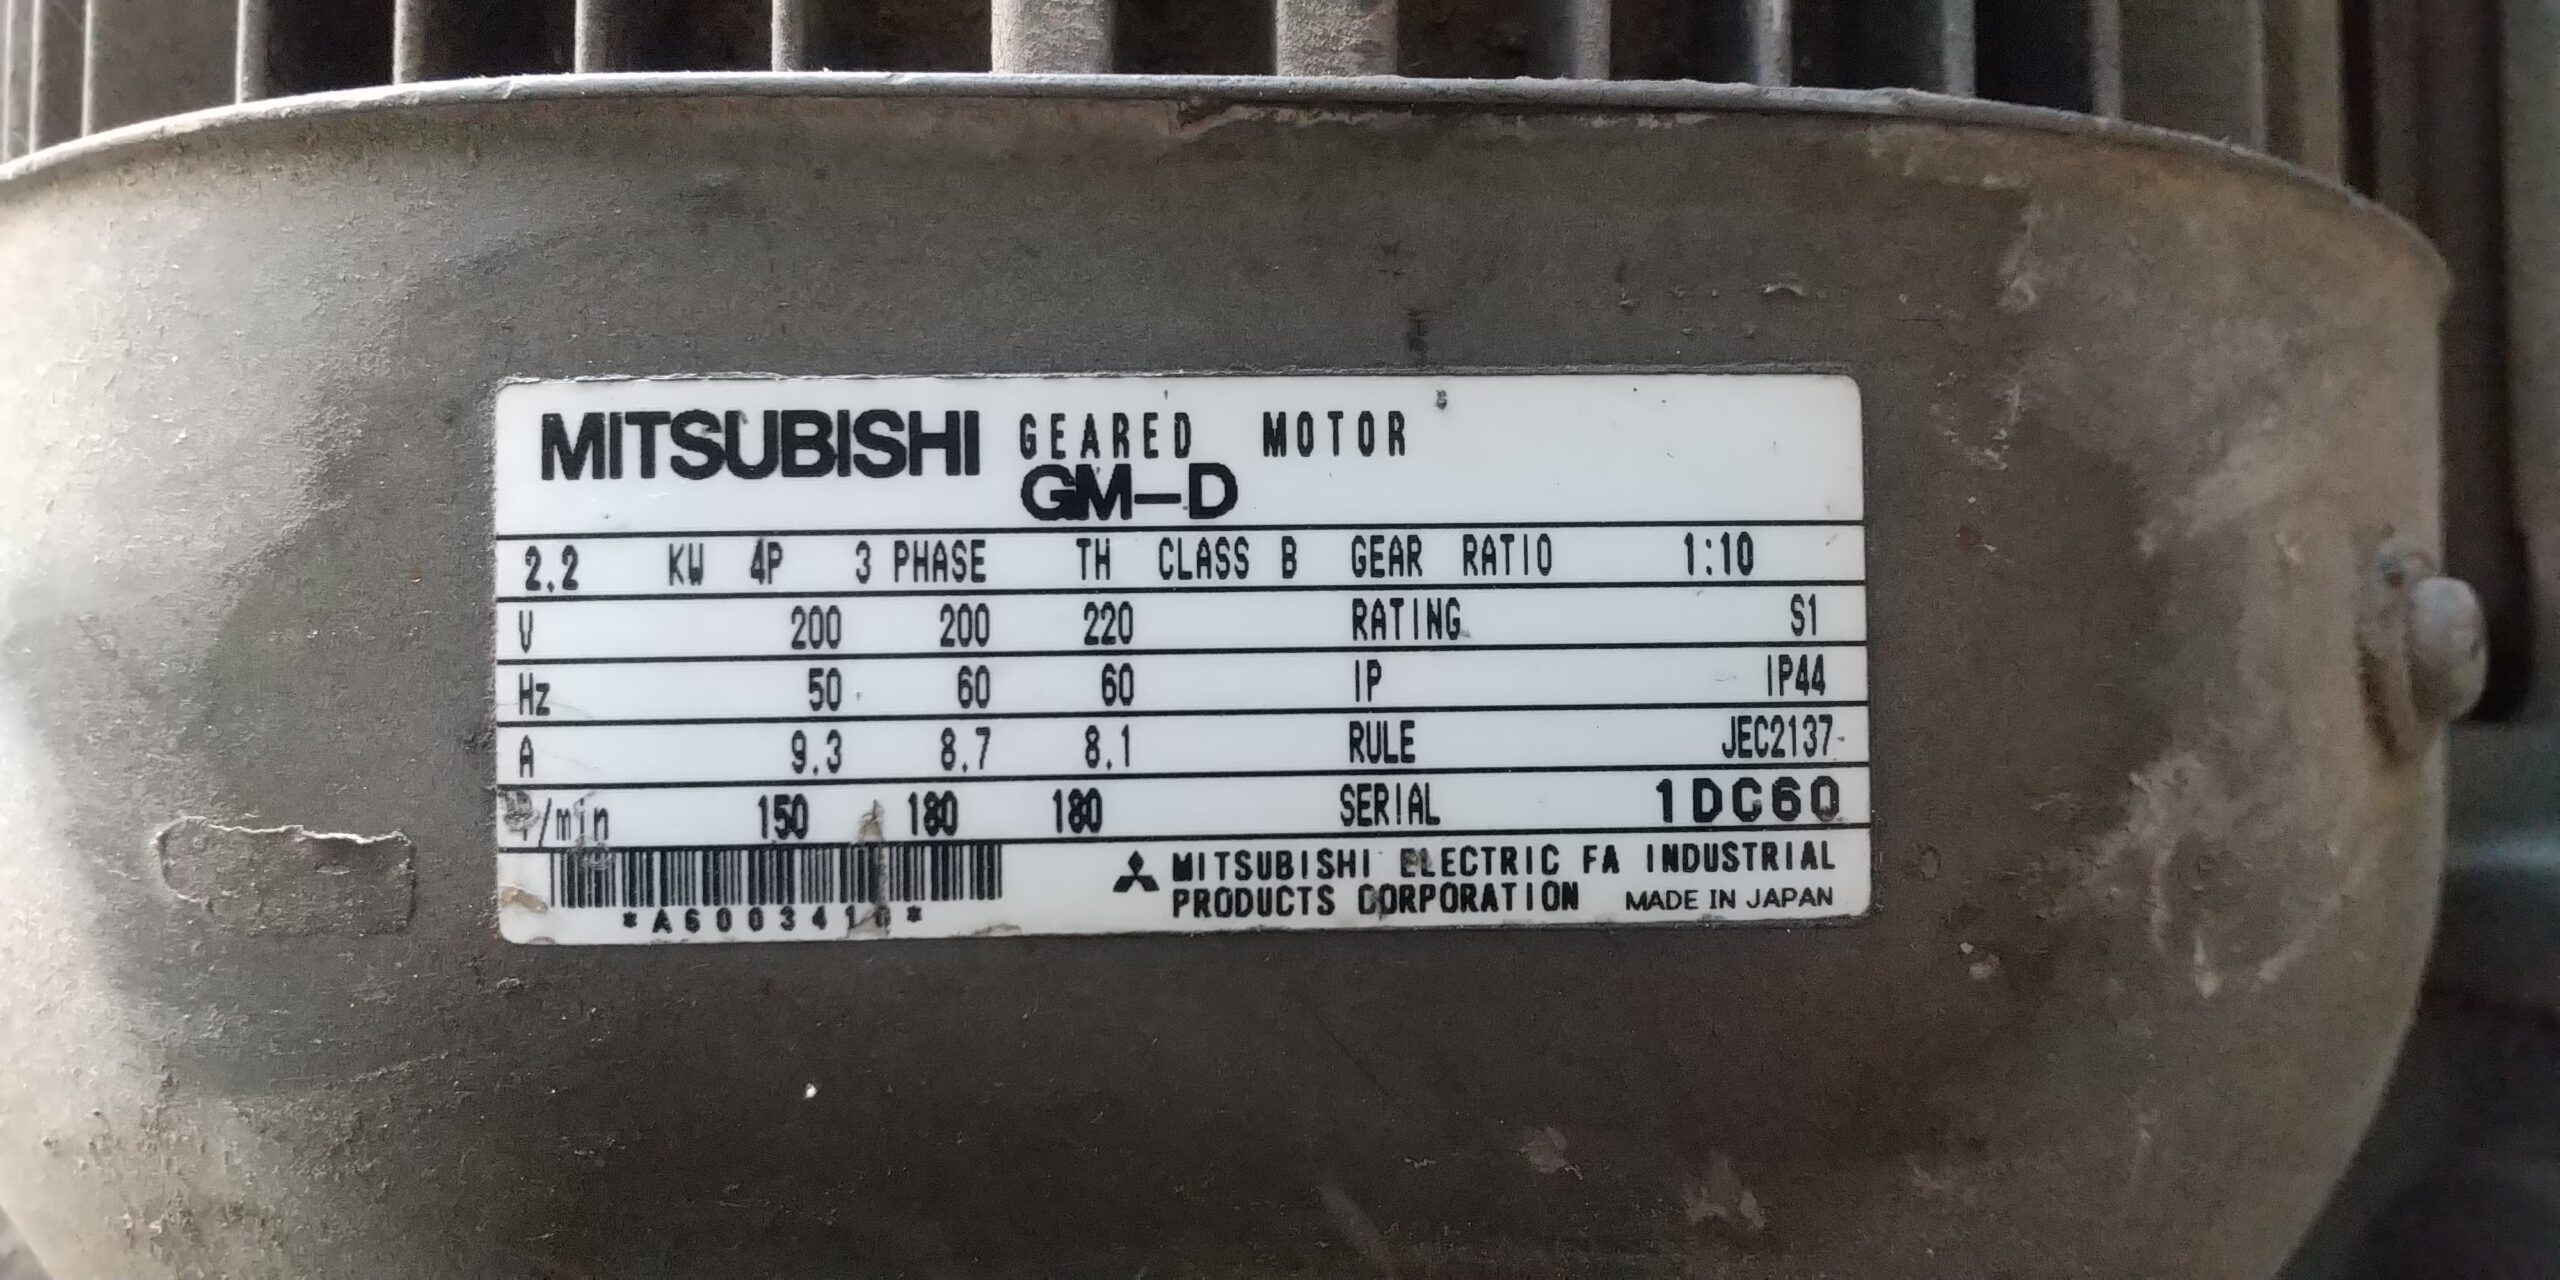 MITSUBISHI GEARED MOTOR
GM-D
2.2 KW 4P 3 PHASE TH CLASS B GEAR RATIO 1:10
V 200 200 220 RATING S1
Hz 50 60 60 IP IP44
A 9.3 8.7 8.1 RULE JEC2137
r/min 150 180 180 SERIAL 1DC60
MITSUBISHI ELECTRIC FA INDUSTRIAL
PRODUCTS CORPORATION MADE IN JAPAN